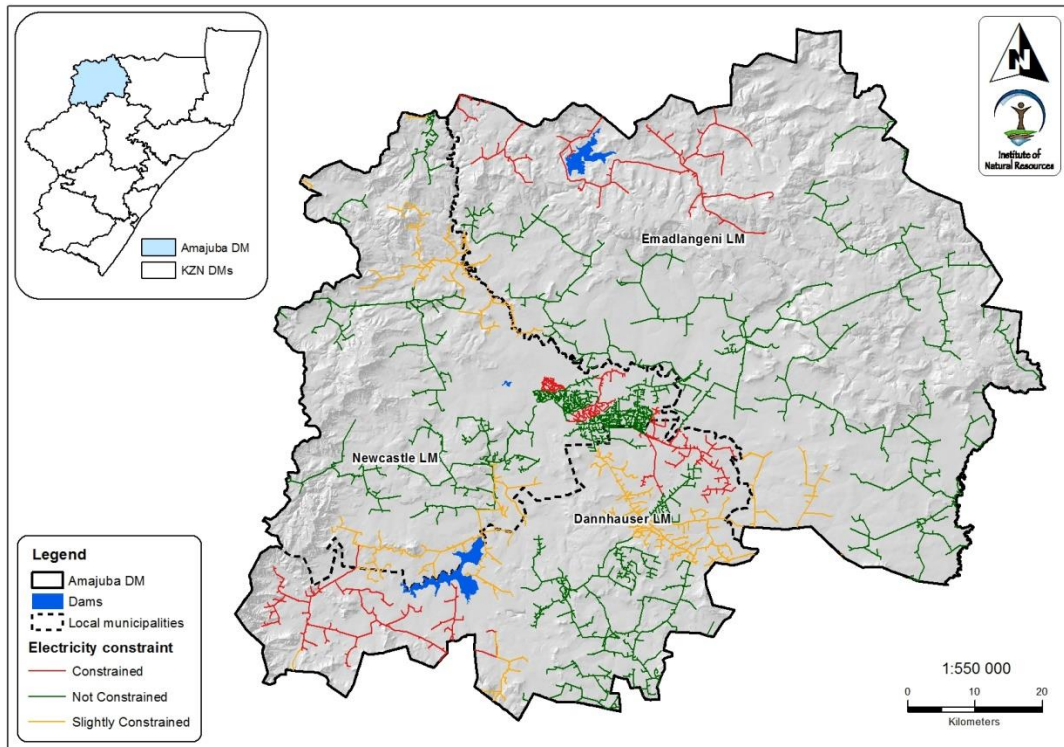 Amajuba DM
KZN DMs
N
Institute of
Natural Resources
Emadlangeni LM
Newcastle LM
Dannhauser LM
Legend
Amajuba DM
Dams
Local municipalities
Electricity constraint
Constrained
Not Constrained
Slightly Constrained
1:550 000
0 10 20
Kilometers